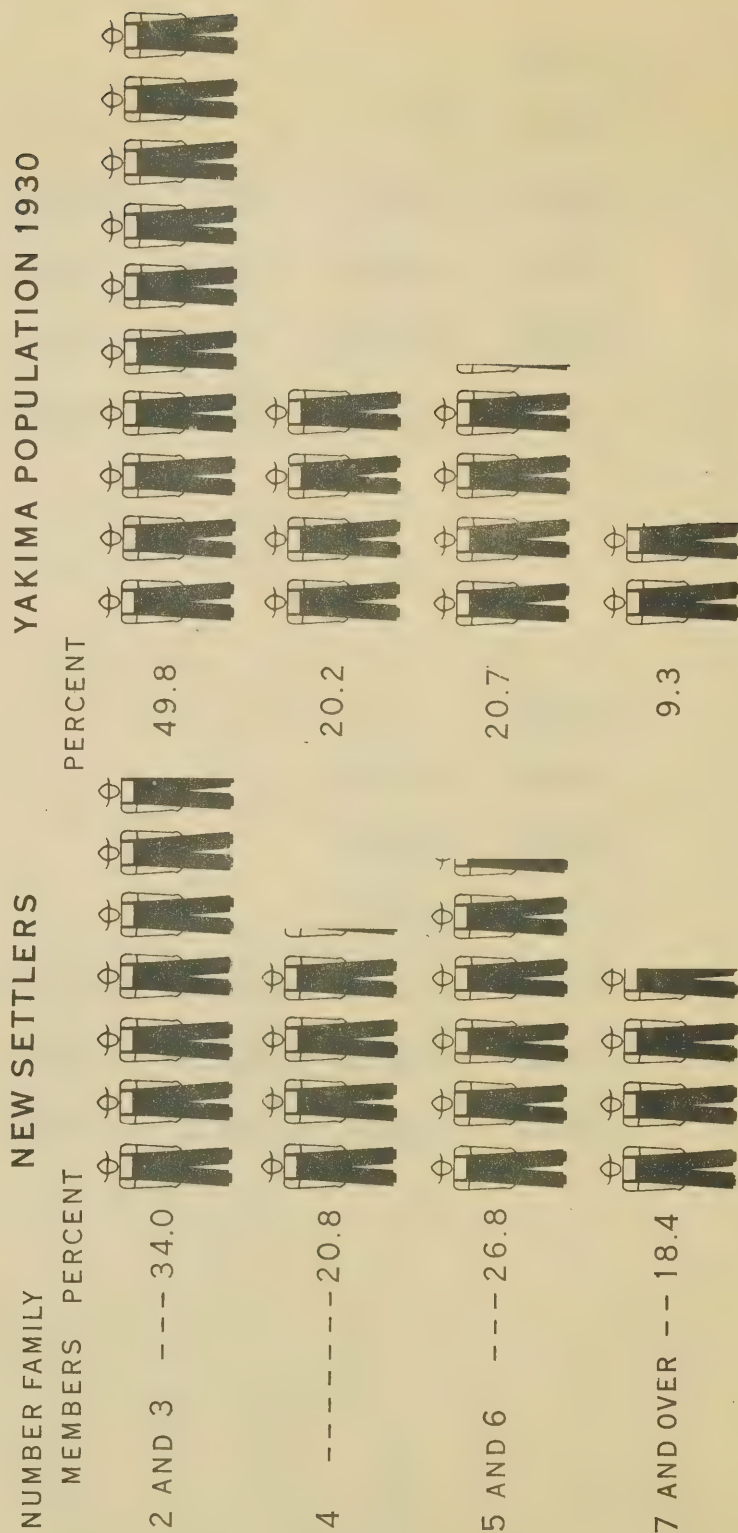 NEW SETTLERS YAKIMA POPULATION 1930
NUMBER FAMILY
MEMBERS PERCENT PERCENT
2 AND 3 --- 34.0 49.8
4 -------- 20.8 20.2
5 AND 6 --- 26.8 20.7
7 AND OVER -- 18.4 9.3